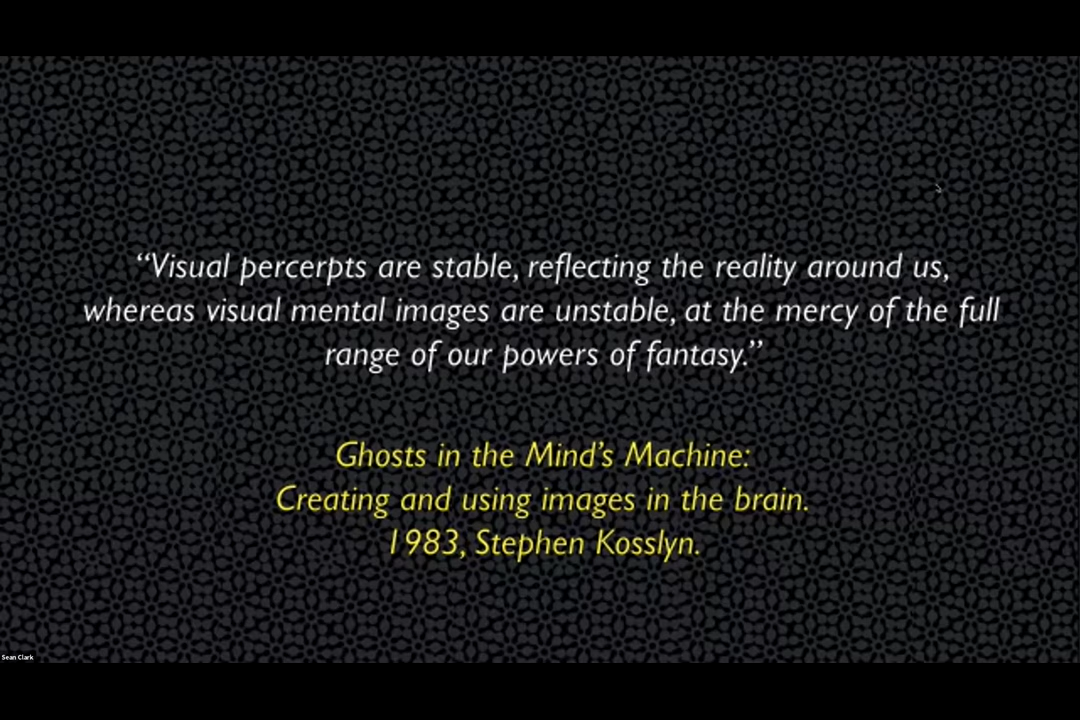 “Visual percerpts are stable, reflecting the reality around us,
whereas visual mental images are unstable, at the mercy of the full
range of our powers of fantasy.”
Ghosts in the Mind’s Machine:
Creating and using images in the brain.
1983, Stephen Kosslyn.
Sean Clark